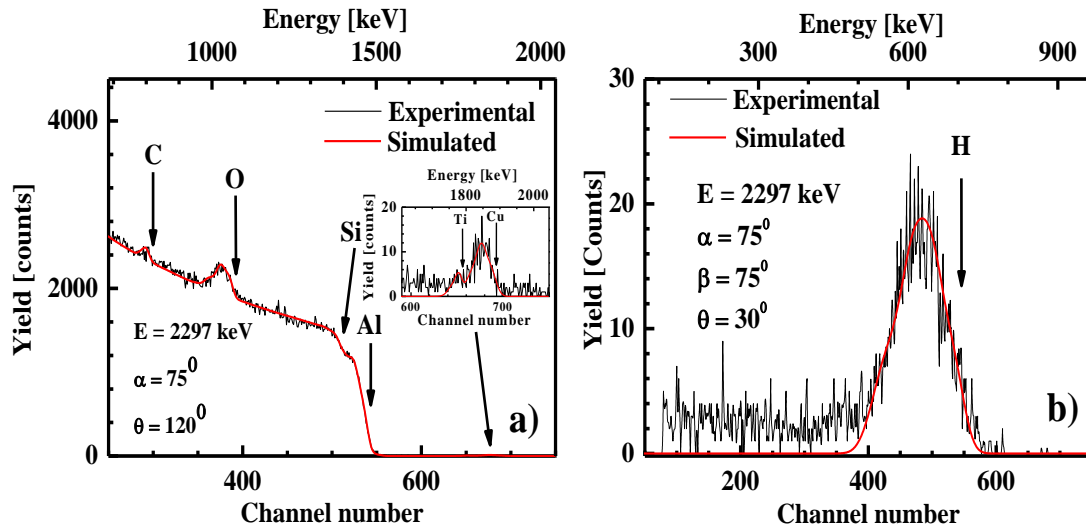 Energy [keV]
1000 1500 2000
4000
2000
0
Yield [keV]
Experimental
Simulated
C
O
Si
Al
E = 2297 keV
α = 75⁰
θ = 120⁰
a)
400 600
Channel number
Energy [keV]
1800 2000
20
10
0
Yield [counts]
Ti
Cu
600 700
Channel number
Energy [keV]
0 300 600 900
30
20
10
0
Yield [Counts]
Experimental
Simulated
H
E = 2297 keV
α = 75⁰
β = 75⁰
θ = 30⁰
b)
200 400 600
Channel number